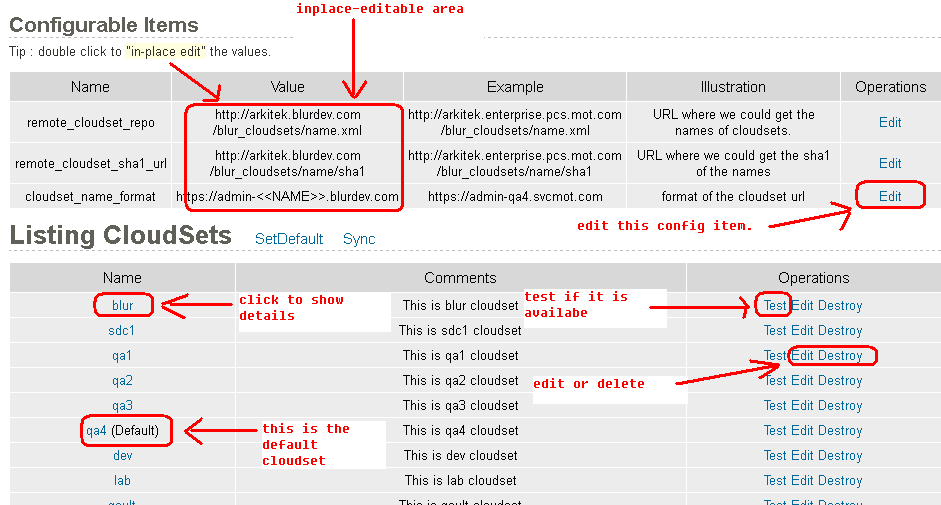 inplace-editable area
Configurable Items
Tip : double click to "in-place edit" the values.
Name Value Example Illustration Operations
remote_cloudset_repo http://arkitek.blurdev.com /blur_cloudsets/name.xml http://arkitek.enterprise.pcs.mot.com /blur_cloudsets/name.xml URL where we could get the names of cloudsets. Edit
remote_cloudset_sha1_url http://arkitek.blurdev.com /blur_cloudsets/name/sha1 http://arkitek.enterprise.pcs.mot.com /blur_cloudsets/name/sha1 URL where we could get the sha1 of the names Edit
cloudset_name_format https://admin-<<NAME>>.blurdev.com https://admin-qa4.svcmot.com format of the cloudset url Edit
edit this config item.
Listing CloudSets SetDefault Sync
Name Comments Operations
blur This is blur cloudset Test Edit Destroy
click to show
details
test if it is
availabe
sdc1 This is sdc1 cloudset Test Edit Destroy
qa1 This is qa1 cloudset Test Edit Destroy
qa2 This is qa2 cloudset Test Edit Destroy
edit or delete
qa3 This is qa3 cloudset Test Edit Destroy
qa4 (Default) This is qa4 cloudset Test Edit Destroy
this is the
default
cloudset
dev This is dev cloudset Test Edit Destroy
lab This is lab cloudset Test Edit Destroy